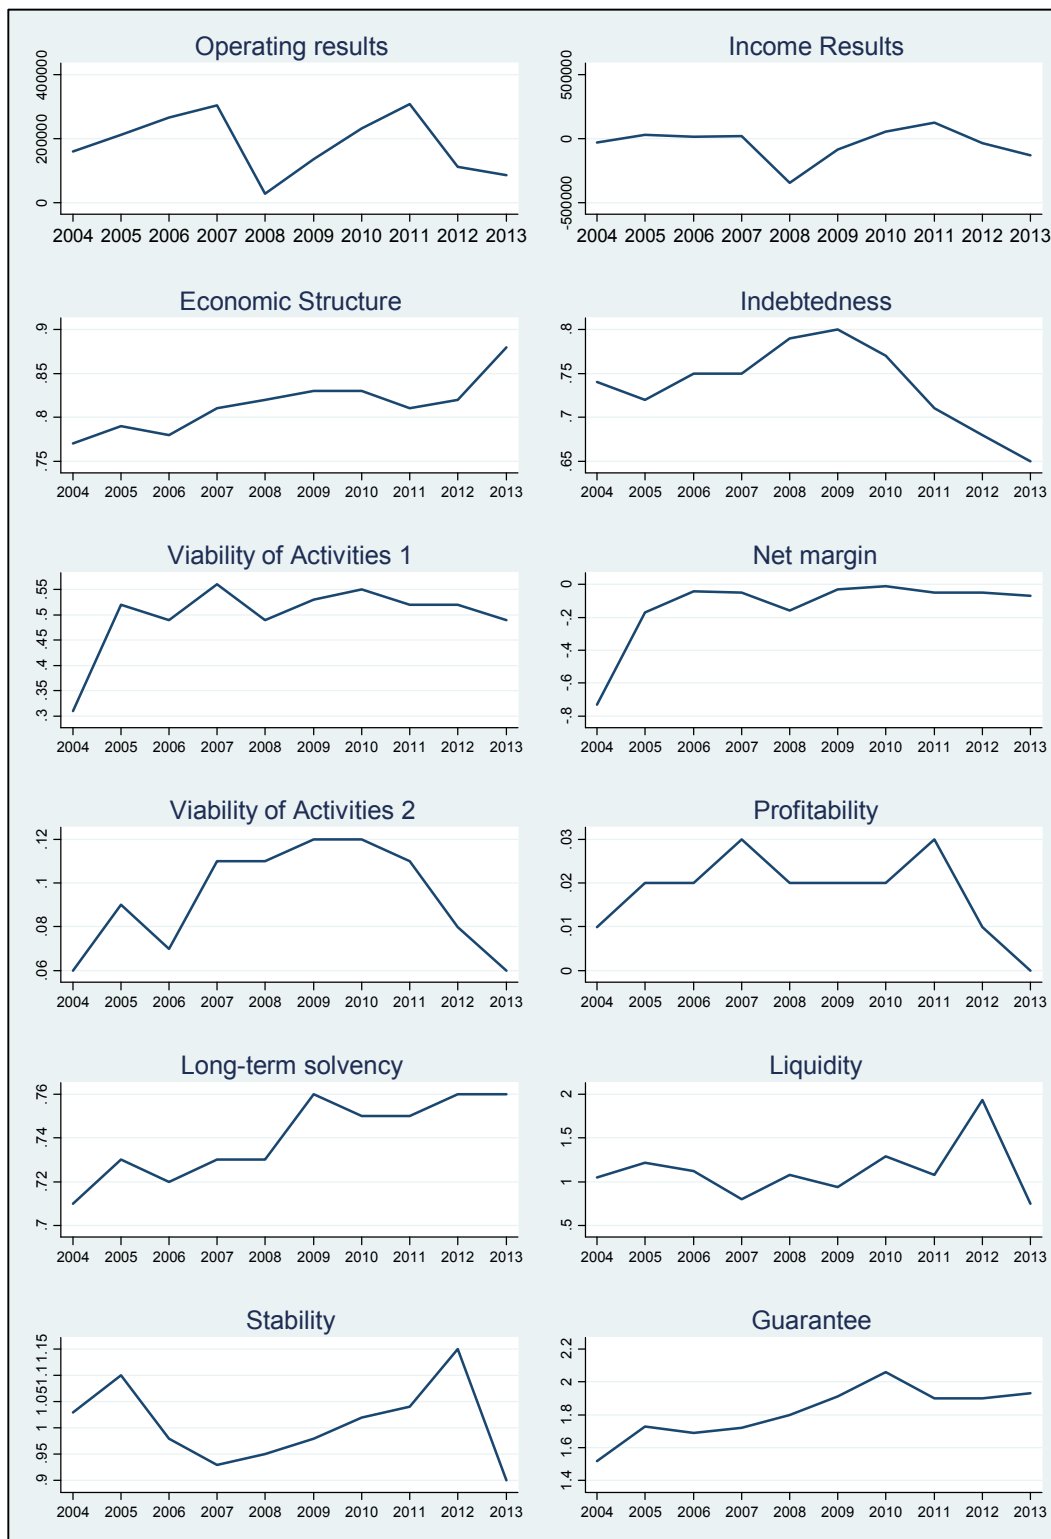 Operating results
400000
200000
0
2004 2005 2006 2007 2008 2009 2010 2011 2012 2013
Income Results
500000
0
-500000
2004 2005 2006 2007 2008 2009 2010 2011 2012 2013
Economic Structure
.9
.85
.8
.75
2004 2005 2006 2007 2008 2009 2010 2011 2012 2013
Indebtedness
.8
.75
.7
.65
2004 2005 2006 2007 2008 2009 2010 2011 2012 2013
Viability of Activities 1
.55
.5
.45
.4
.35
.3
2004 2005 2006 2007 2008 2009 2010 2011 2012 2013
Net margin
0
-.2
-.4
-.6
-.8
2004 2005 2006 2007 2008 2009 2010 2011 2012 2013
Viability of Activities 2
.12
.1
.08
.06
2004 2005 2006 2007 2008 2009 2010 2011 2012 2013
Profitability
.03
.02
.01
0
2004 2005 2006 2007 2008 2009 2010 2011 2012 2013
Long-term solvency
.76
.74
.72
.7
2004 2005 2006 2007 2008 2009 2010 2011 2012 2013
Liquidity
2
1.5
1
.5
2004 2005 2006 2007 2008 2009 2010 2011 2012 2013
Stability
1.15
1.1
1.05
1
.95
.9
2004 2005 2006 2007 2008 2009 2010 2011 2012 2013
Guarantee
2.2
2
1.8
1.6
1.4
2004 2005 2006 2007 2008 2009 2010 2011 2012 2013